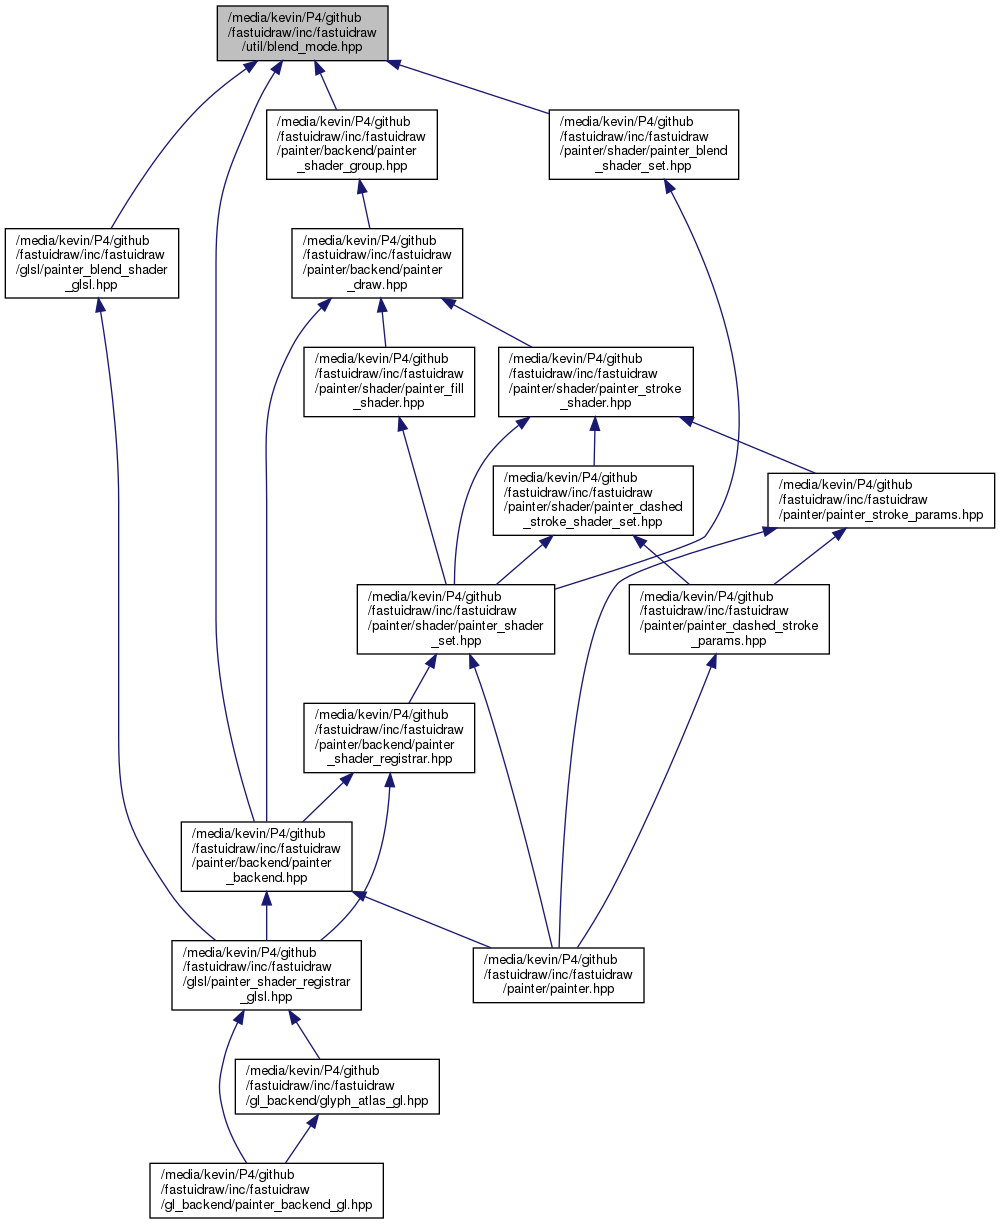 /media/kevin/P4/github
/fastuidraw/inc/fastuidraw
/util/blend_mode.hpp
/media/kevin/P4/github
/fastuidraw/inc/fastuidraw
/painter/backend/painter
_shader_group.hpp
/media/kevin/P4/github
/fastuidraw/inc/fastuidraw
/painter/shader/painter_blend
_shader_set.hpp
/media/kevin/P4/github
/fastuidraw/inc/fastuidraw
/glsl/painter_blend_shader
_glsl.hpp
/media/kevin/P4/github
/fastuidraw/inc/fastuidraw
/painter/backend/painter
_draw.hpp
/media/kevin/P4/github
/fastuidraw/inc/fastuidraw
/painter/shader/painter_fill
_shader.hpp
/media/kevin/P4/github
/fastuidraw/inc/fastuidraw
/painter/shader/painter_stroke
_shader.hpp
/media/kevin/P4/github
/fastuidraw/inc/fastuidraw
/painter/shader/painter_dashed
_stroke_shader_set.hpp
/media/kevin/P4/github
/fastuidraw/inc/fastuidraw
/painter/painter_stroke_params.hpp
/media/kevin/P4/github
/fastuidraw/inc/fastuidraw
/painter/shader/painter_shader
_set.hpp
/media/kevin/P4/github
/fastuidraw/inc/fastuidraw
/painter/painter_dashed_stroke
_params.hpp
/media/kevin/P4/github
/fastuidraw/inc/fastuidraw
/painter/backend/painter
_shader_registrar.hpp
/media/kevin/P4/github
/fastuidraw/inc/fastuidraw
/painter/backend/painter
_backend.hpp
/media/kevin/P4/github
/fastuidraw/inc/fastuidraw
/glsl/painter_shader_registrar
_glsl.hpp
/media/kevin/P4/github
/fastuidraw/inc/fastuidraw
/painter/painter.hpp
/media/kevin/P4/github
/fastuidraw/inc/fastuidraw
/gl_backend/glyph_atlas_gl.hpp
/media/kevin/P4/github
/fastuidraw/inc/fastuidraw
/gl_backend/painter_backend_gl.hpp